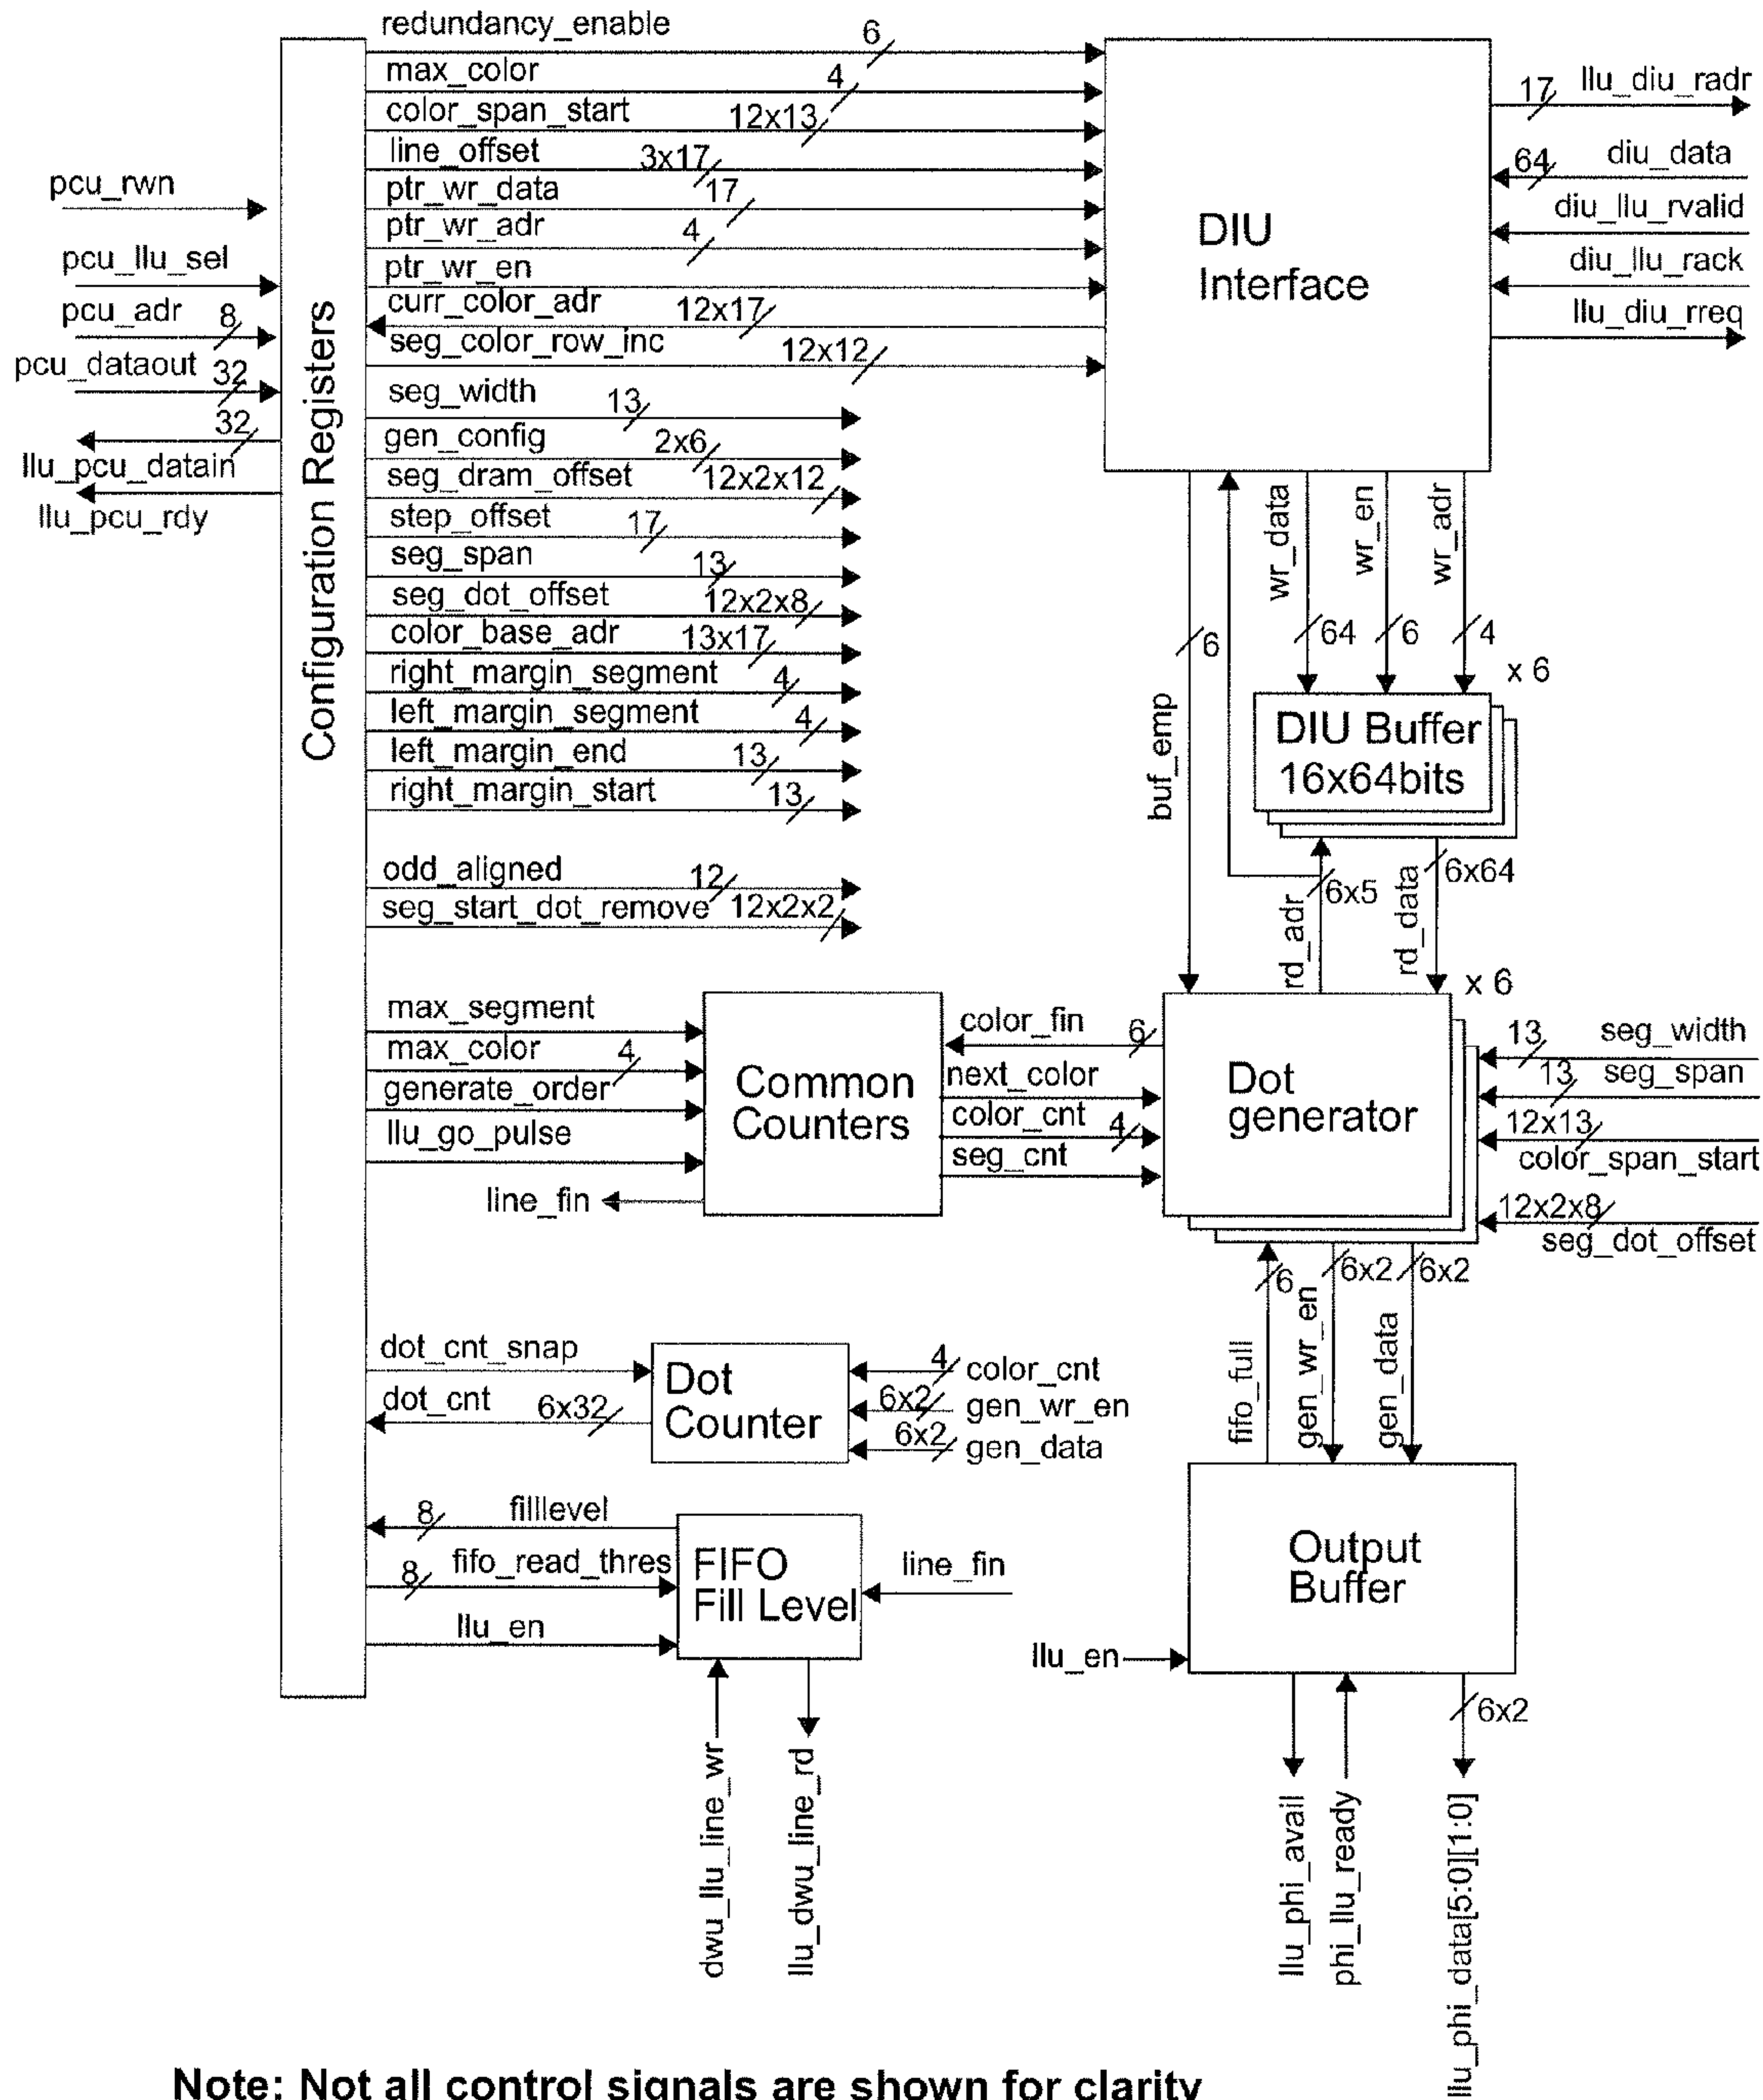 redundancy_enable
6
max_color
4
color_span_start
12x13
line_offset
3x17
ptr_wr_data
17
ptr_wr_adr
4
ptr_wr_en
curr_color_adr
12x17
seg_color_row_inc
12x12
seg_width
13
gen_config
2x6
seg_dram_offset
12x2x12
step_offset
17
seg_span
13
seg_dot_offset
12x2x8
color_base_adr
13x17
right_margin_segment
4
left_margin_segment
4
left_margin_end
13
right_margin_start
13
odd_aligned
12
seg_start_dot_remove
12x2x2
pcu_rwn
pcu_llu_sel
pcu_adr
8
pcu_dataout
32
32
llu_pcu_datain
llu_pcu_rdy
Configuration Registers
DIU
Interface
17
llu_diu_radr
64
diu_data
diu_llu_rvalid
diu_llu_rack
llu_diu_rreq
buf_emp
6
wr_data
64
wr_en
6
wr_adr
4
x 6
DIU Buffer
16x64bits
rd_adr
6x5
rd_data
6x64
x 6
max_segment
max_color
4
generate_order
llu_go_pulse
line_fin
Common
Counters
color_fin
6
next_color
color_cnt
4
seg_cnt
Dot
generator
13
seg_width
13
seg_span
12x13
color_span_start
12x2x8
seg_dot_offset
fifo_full
6
gen_wr_en
6x2
gen_data
6x2
dot_cnt_snap
dot_cnt
6x32
Dot
Counter
4
color_cnt
6x2
gen_wr_en
6x2
gen_data
8
filllevel
8
fifo_read_thres
llu_en
FIFO
Fill Level
line_fin
dwu_llu_line_wr
llu_dwu_line_rd
Output
Buffer
llu_en
6x2
llu_phi_avail
phi_llu_ready
llu_phi_data[5:0][1:0]
Note: Not all control signals are shown for clarity